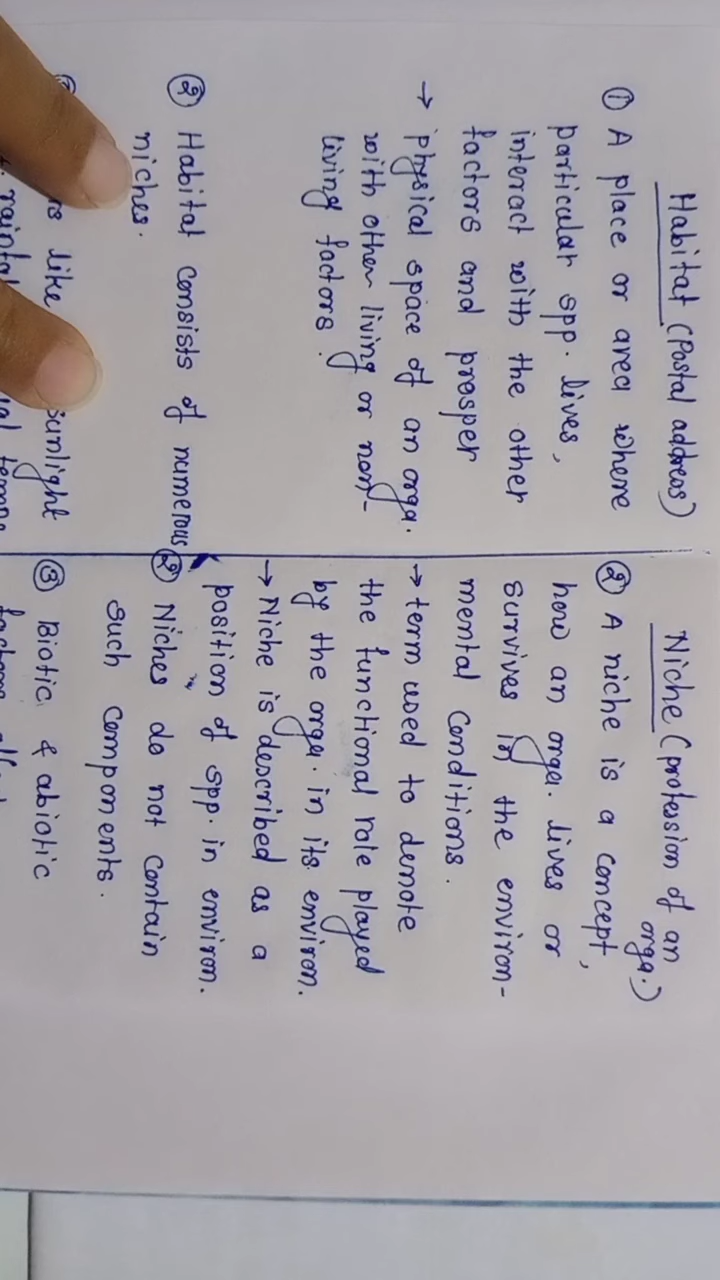 Habitat (Postal address)
① A place or area where
particular spp. lives,
interact with the other
factors and prosper
→ physical space of an orga.
with other living or non-
living factors.
② Habitat consists of numerous
niches.
like sunlight
Niche (profession of an
orga.)
② A niche is a concept,
how an orga. lives or
survives in the environ-
mental conditions.
→ term used to denote
the functional role played
by the orga. in its environ.
→ Niche is described as a
position of spp. in environ.
② Niches do not contain
such components.
③ Biotic & abiotic